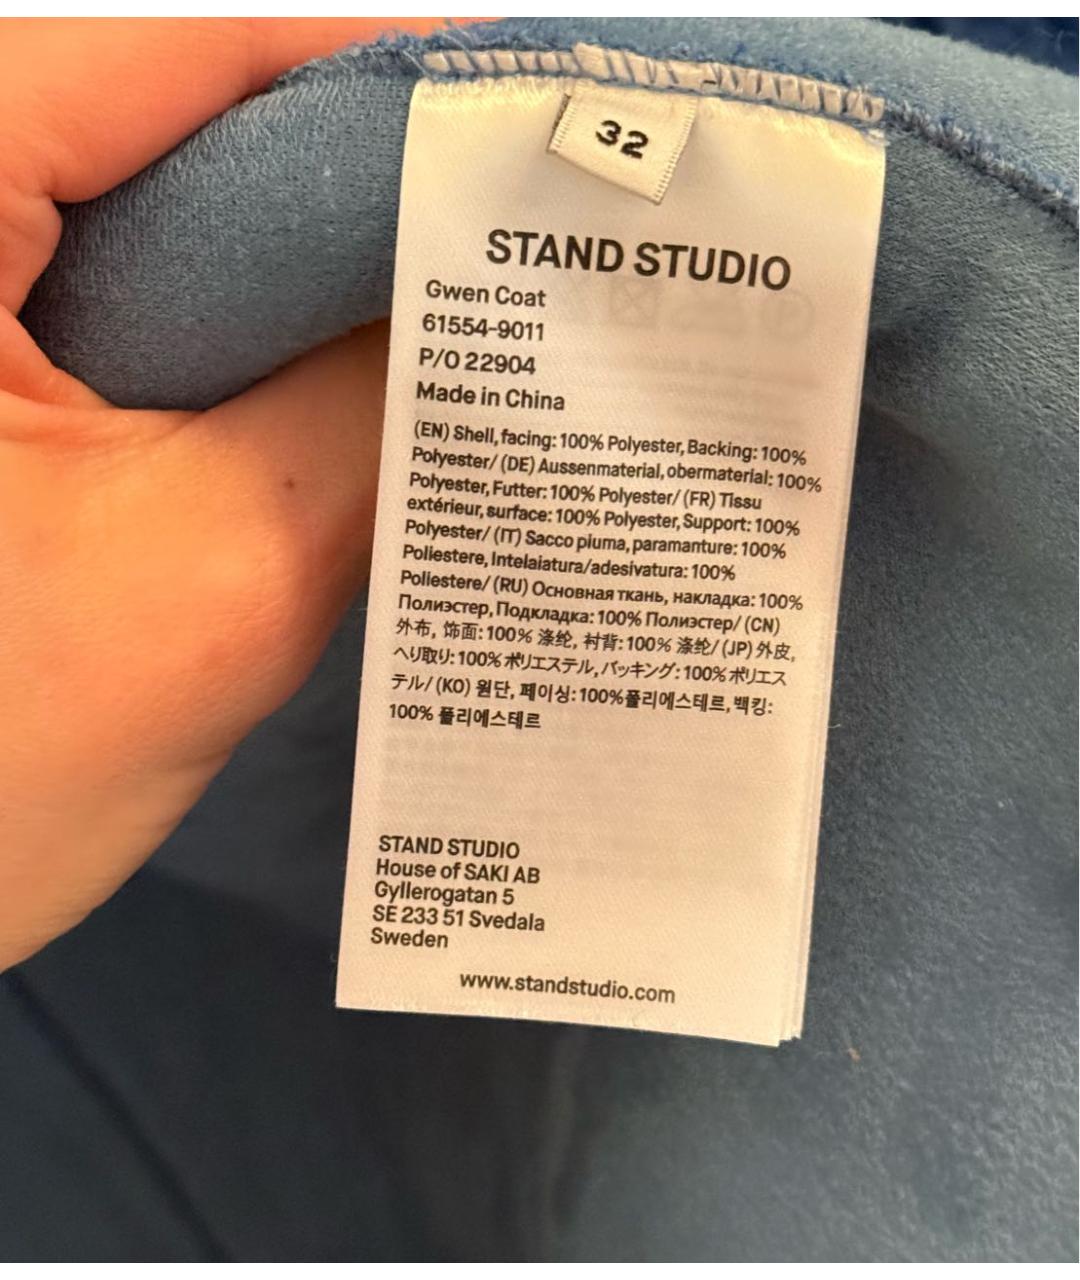 32
STAND STUDIO
Gwen Coat
61554-9011
P/O 22904
Made in China
(EN) Shell, facing: 100% Polyester, Backing: 100%
Polyester/ (DE) Aussenmaterial, obermaterial: 100%
Polyester, Futter: 100% Polyester/ (FR) Tissu
extérieur, surface: 100% Polyester, Support: 100%
Polyester/ (IT) Sacco piuma, paramanture: 100%
Poliestere, Intelaiatura/adesivatura: 100%
Poliestere/ (RU) Основная ткань, накладка: 100%
Полиэстер, Подкладка: 100% Полиэстер/ (CN)
外布, 饰面: 100% 涤纶, 衬背: 100% 涤纶/ (JP) 外皮,
へり取り: 100% ポリエステル, バッキング: 100% ポリエス
テル/ (KO) 원단, 페이싱: 100%폴리에스테르, 백킹:
100% 폴리에스테르
STAND STUDIO
House of SAKI AB
Gyllerogatan 5
SE 233 51 Svedala
Sweden
www.standstudio.com